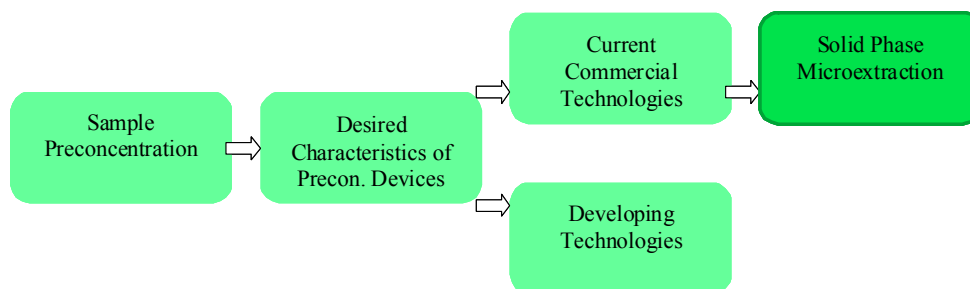 Sample
Preconcentration
Desired
Characteristics of
Precon. Devices
Current
Commercial
Technologies
Solid Phase
Microextraction
Developing
Technologies